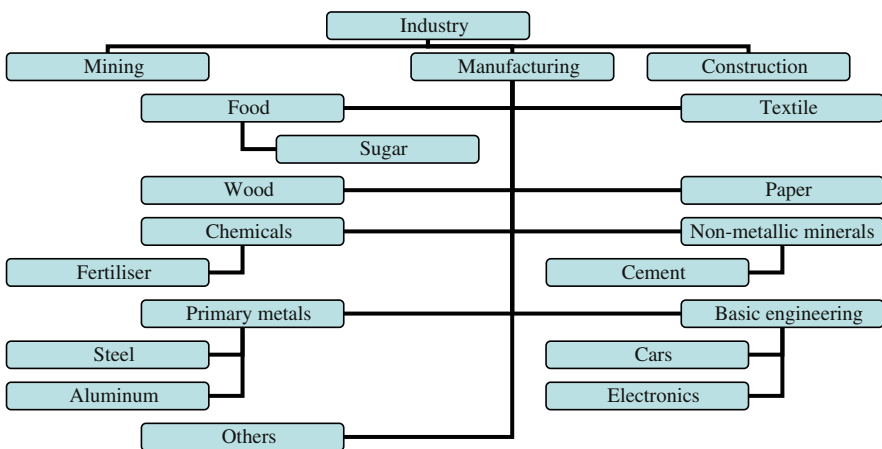 Industry
Mining
Manufacturing
Construction
Food
Textile
Sugar
Wood
Paper
Chemicals
Non-metallic minerals
Fertiliser
Cement
Primary metals
Basic engineering
Steel
Cars
Aluminum
Electronics
Others